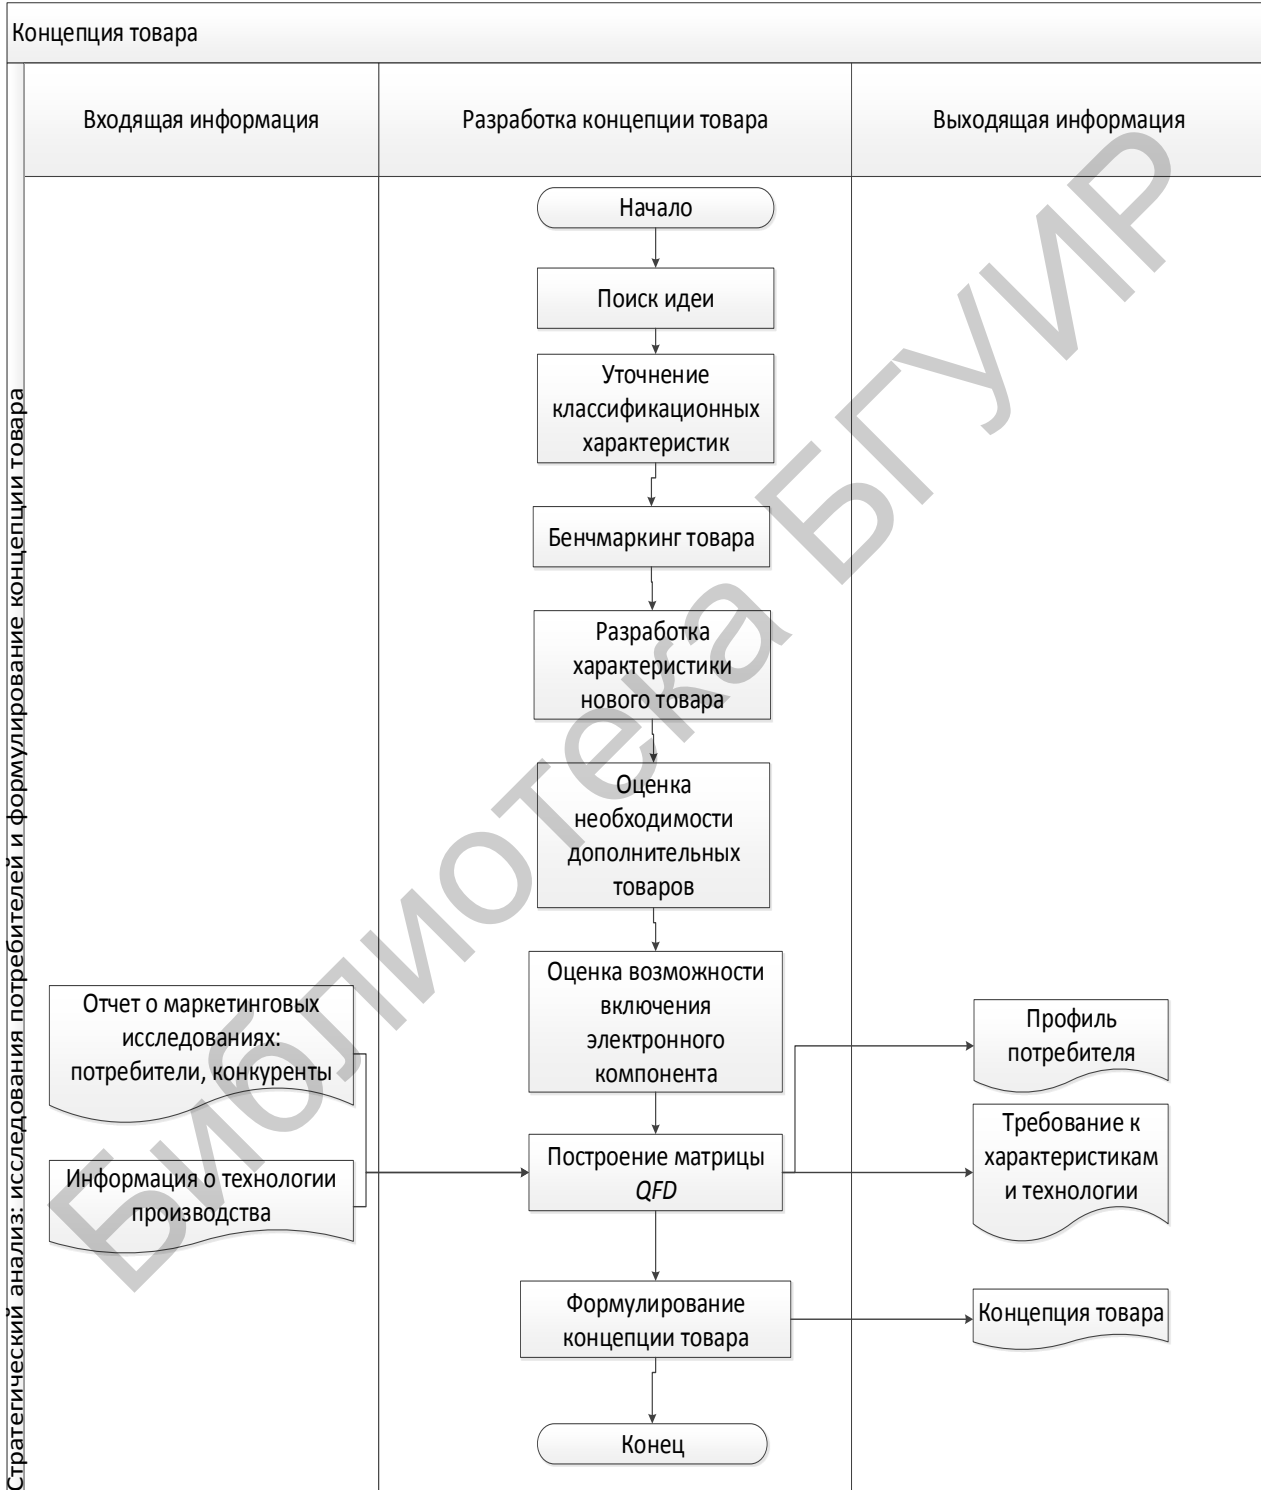 Концепция товара
Входящая информация
Разработка концепции товара
Выходящая информация
Стратегический анализ: исследования потребителей и формулирование концепции товара
Начало
Поиск идеи
Уточнение
классификационных
характеристик
Бенчмаркинг товара
Разработка
характеристики
нового товара
Оценка
необходимости
дополнительных
товаров
Оценка возможности
включения
электронного
компонента
Отчет о маркетинговых
исследованиях:
потребители, конкуренты
Информация о технологии
производства
Построение матрицы
QFD
Профиль
потребителя
Требование к
характеристикам
и технологии
Формулирование
концепции товара
Концепция товара
Конец
Библиотека БГУИР